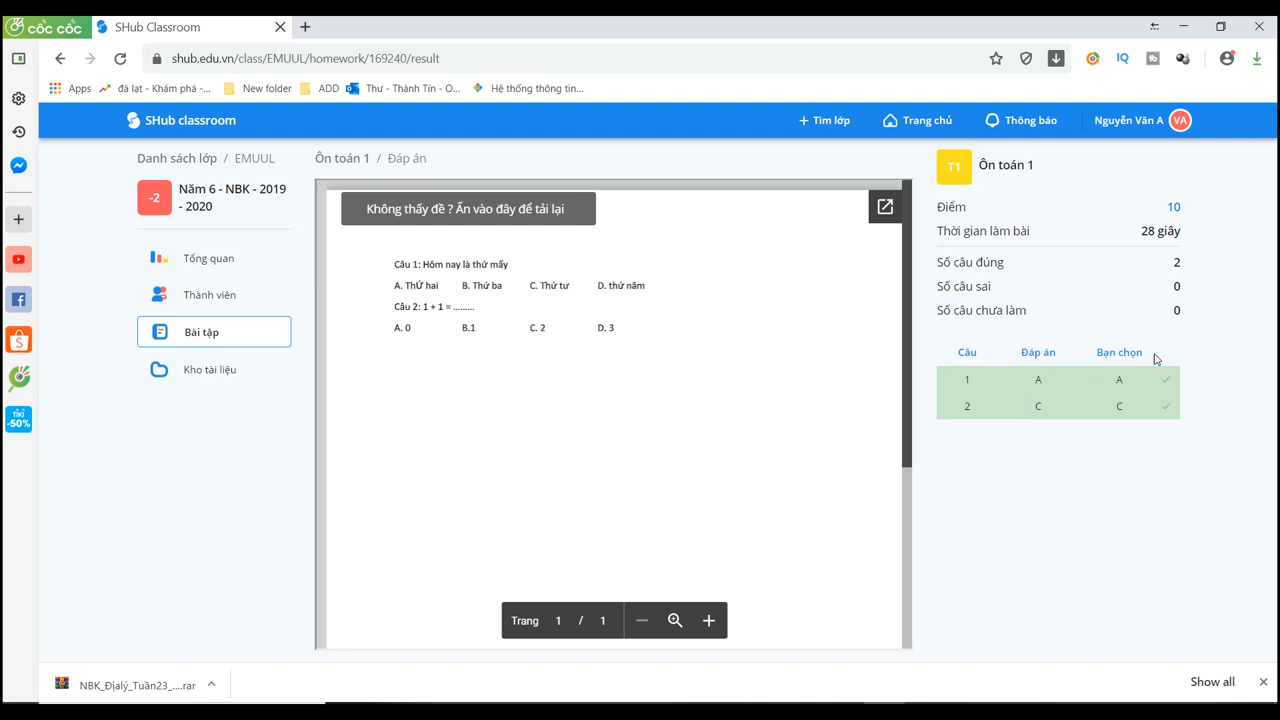 cốc cốc
SHub Classroom
shub.edu.vn/class/EMUUL/homework/169240/result
Apps
đà lạt - Khám phá -...
New folder
ADD
Thư - Thành Tín - O...
Hệ thống thông tin...
SHub classroom
Tìm lớp
Trang chủ
Thông báo
Nguyễn Văn A
VA
Danh sách lớp / EMUUL
-2
Năm 6 - NBK - 2019
- 2020
Tổng quan
Thành viên
Bài tập
Kho tài liệu
TIKI
-50%
Ôn toán 1 / Đáp án
Không thấy đề ? Ấn vào đây để tải lại
Câu 1: Hôm nay là thứ mấy
A. ThỨ hai B. Thứ ba C. Thứ tư D. thứ năm
Câu 2: 1 + 1 = .........
A. 0 B.1 C. 2 D. 3
Trang 1 / 1
T1
Ôn toán 1
Điểm 10
Thời gian làm bài 28 giây
Số câu đúng 2
Số câu sai 0
Số câu chưa làm 0
Câu Đáp án Bạn chọn
1 A A
2 C C
NBK_Địalý_Tuần23_....rar
Show all